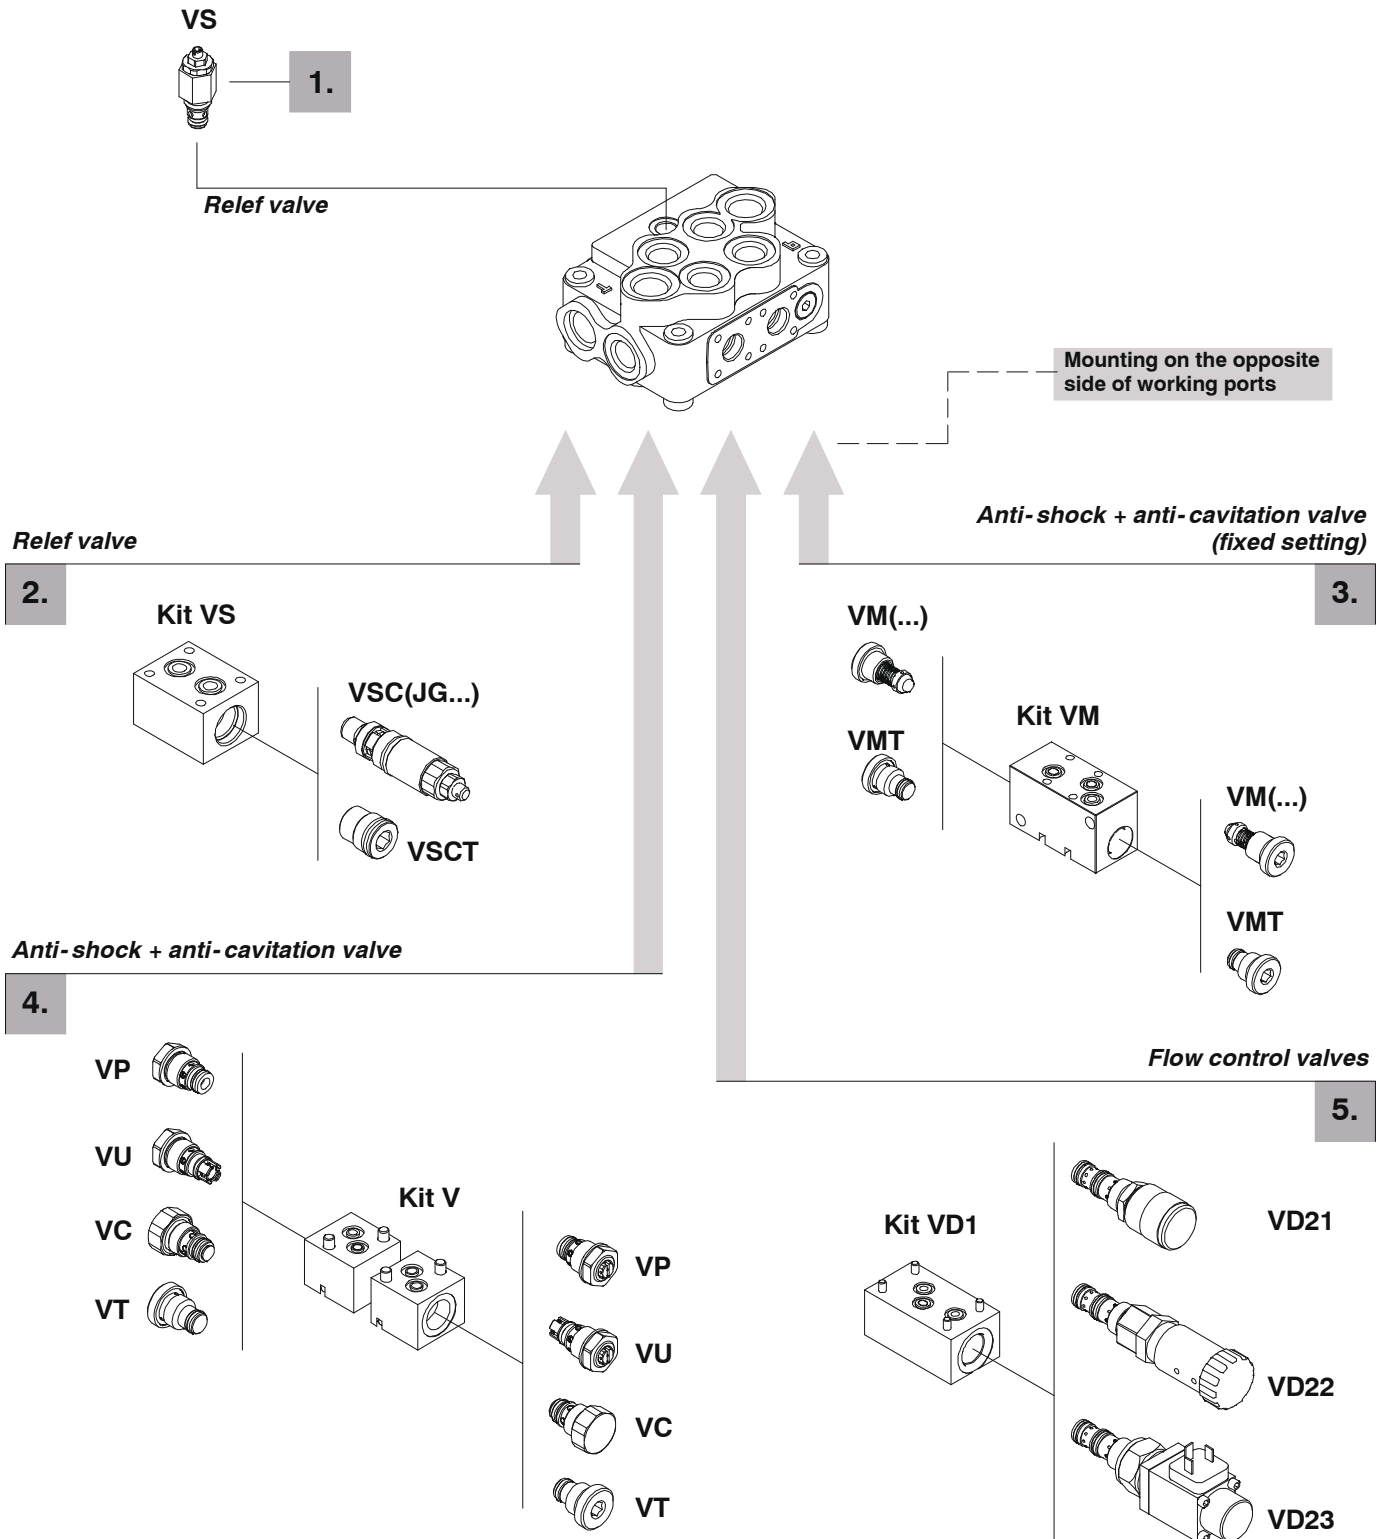 VS
1.
Relef valve
Mounting on the opposite
side of working ports
Relef valve
2.
Kit VS
VSC(JG...)
VSCT
Anti-shock + anti-cavitation valve
(fixed setting)
3.
VM(...)
VMT
Kit VM
VM(...)
VMT
Anti-shock + anti-cavitation valve
4.
VP
VU
VC
VT
Kit V
VP
VU
VC
VT
Flow control valves
5.
Kit VD1
VD21
VD22
VD23